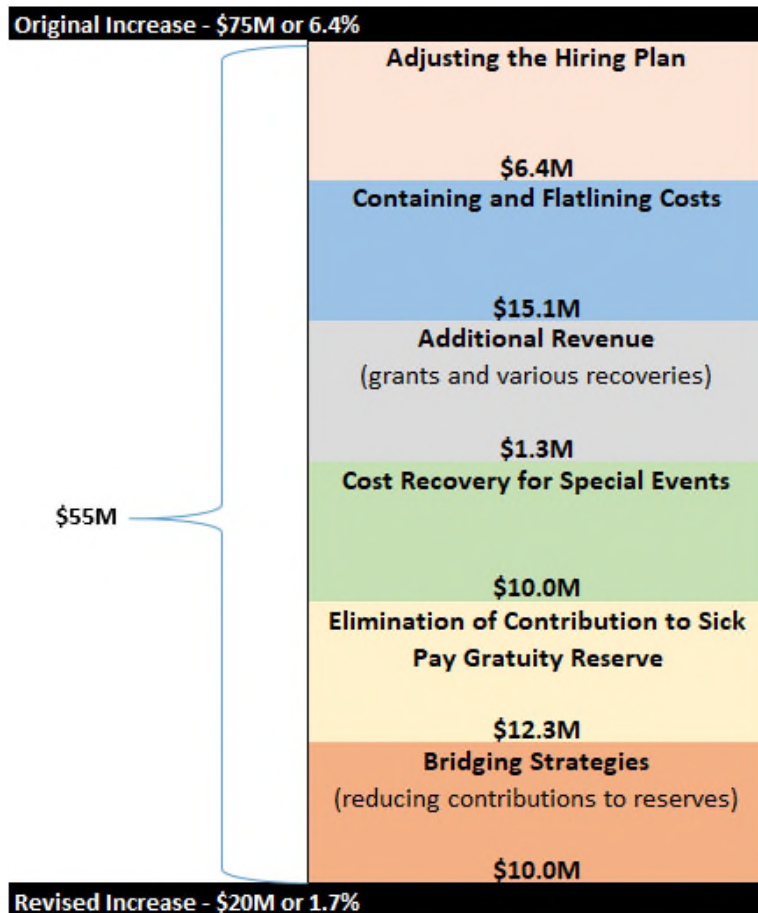 Original Increase - $75M or 6.4%
Adjusting the Hiring Plan
$6.4M
Containing and Flatlining Costs
$15.1M
Additional Revenue
(grants and various recoveries)
$1.3M
Cost Recovery for Special Events
$55M
$10.0M
Elimination of Contribution to Sick
Pay Gratuity Reserve
$12.3M
Bridging Strategies
(reducing contributions to reserves)
$10.0M
Revised Increase - $20M or 1.7%